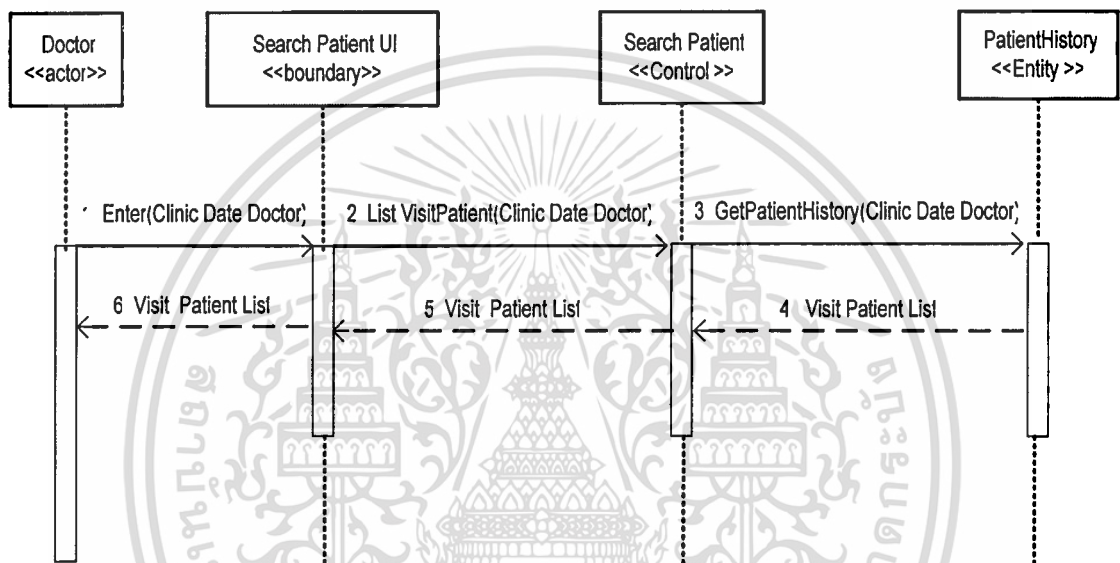 Doctor
<<actor>>
Search Patient UI
<<boundary>>
Search Patient
<<Control >>
PatientHistory
<<Entity >>
Enter(Clinic Date Doctor)
2 List VisitPatient(Clinic Date Doctor)
3 GetPatientHistory(Clinic Date Doctor)
6 Visit Patient List
5 Visit Patient List
4 Visit Patient List